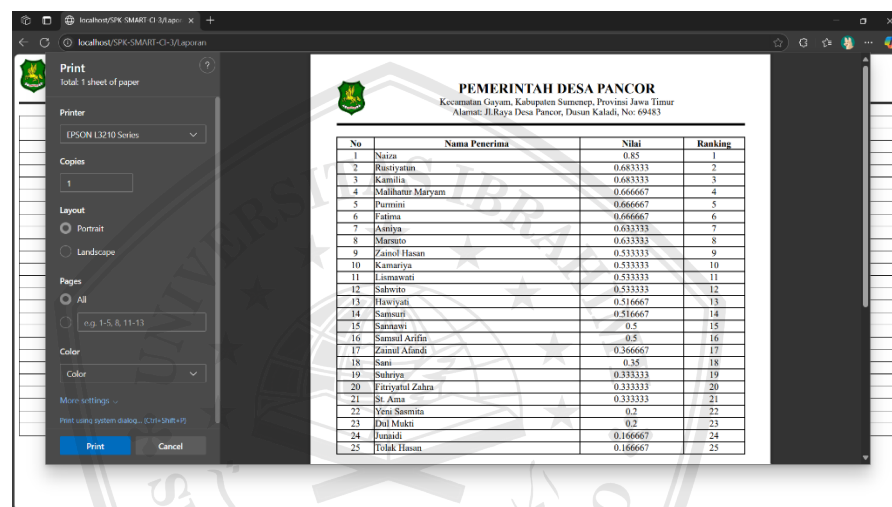 localhost/SPK-SMART-CI-3/Lapor
localhost/SPK-SMART-CI-3/Laporan
Print
Total: 1 sheet of paper
?
Printer
EPSON L3210 Series
Copies
1
Layout
Portrait
Landscape
Pages
All
e.g. 1-5, 8, 11-13
Color
Color
More settings
Print using system dialog... (Ctrl+Shift+P)
Print Cancel
PEMERINTAH DESA PANCOR
Kecamatan Gayam, Kabupaten Sumenep, Provinsi Jawa Timur
Alamat: Jl.Raya Desa Pancor, Dusun Kaladi, No: 69483
No Nama Penerima Nilai Ranking
1 Naiza 0.85 1
2 Rustiyatun 0.683333 2
3 Kamilia 0.683333 3
4 Malihatur Maryam 0.666667 4
5 Purmini 0.666667 5
6 Fatima 0.666667 6
7 Asniya 0.633333 7
8 Marsuto 0.633333 8
9 Zainol Hasan 0.533333 9
10 Kamariya 0.533333 10
11 Lismawati 0.533333 11
12 Sahwito 0.533333 12
13 Hawiyati 0.516667 13
14 Samsuri 0.516667 14
15 Sannawi 0.5 15
16 Samsul Arifin 0.5 16
17 Zainul Afandi 0.366667 17
18 Sani 0.35 18
19 Suhriya 0.333333 19
20 Fitriyatul Zahra 0.333333 20
21 St. Ama 0.333333 21
22 Yeni Sasmita 0.2 22
23 Dul Mukti 0.2 23
24 Junaidi 0.166667 24
25 Tolak Hasan 0.166667 25
UNIVERSITAS IBRAHI